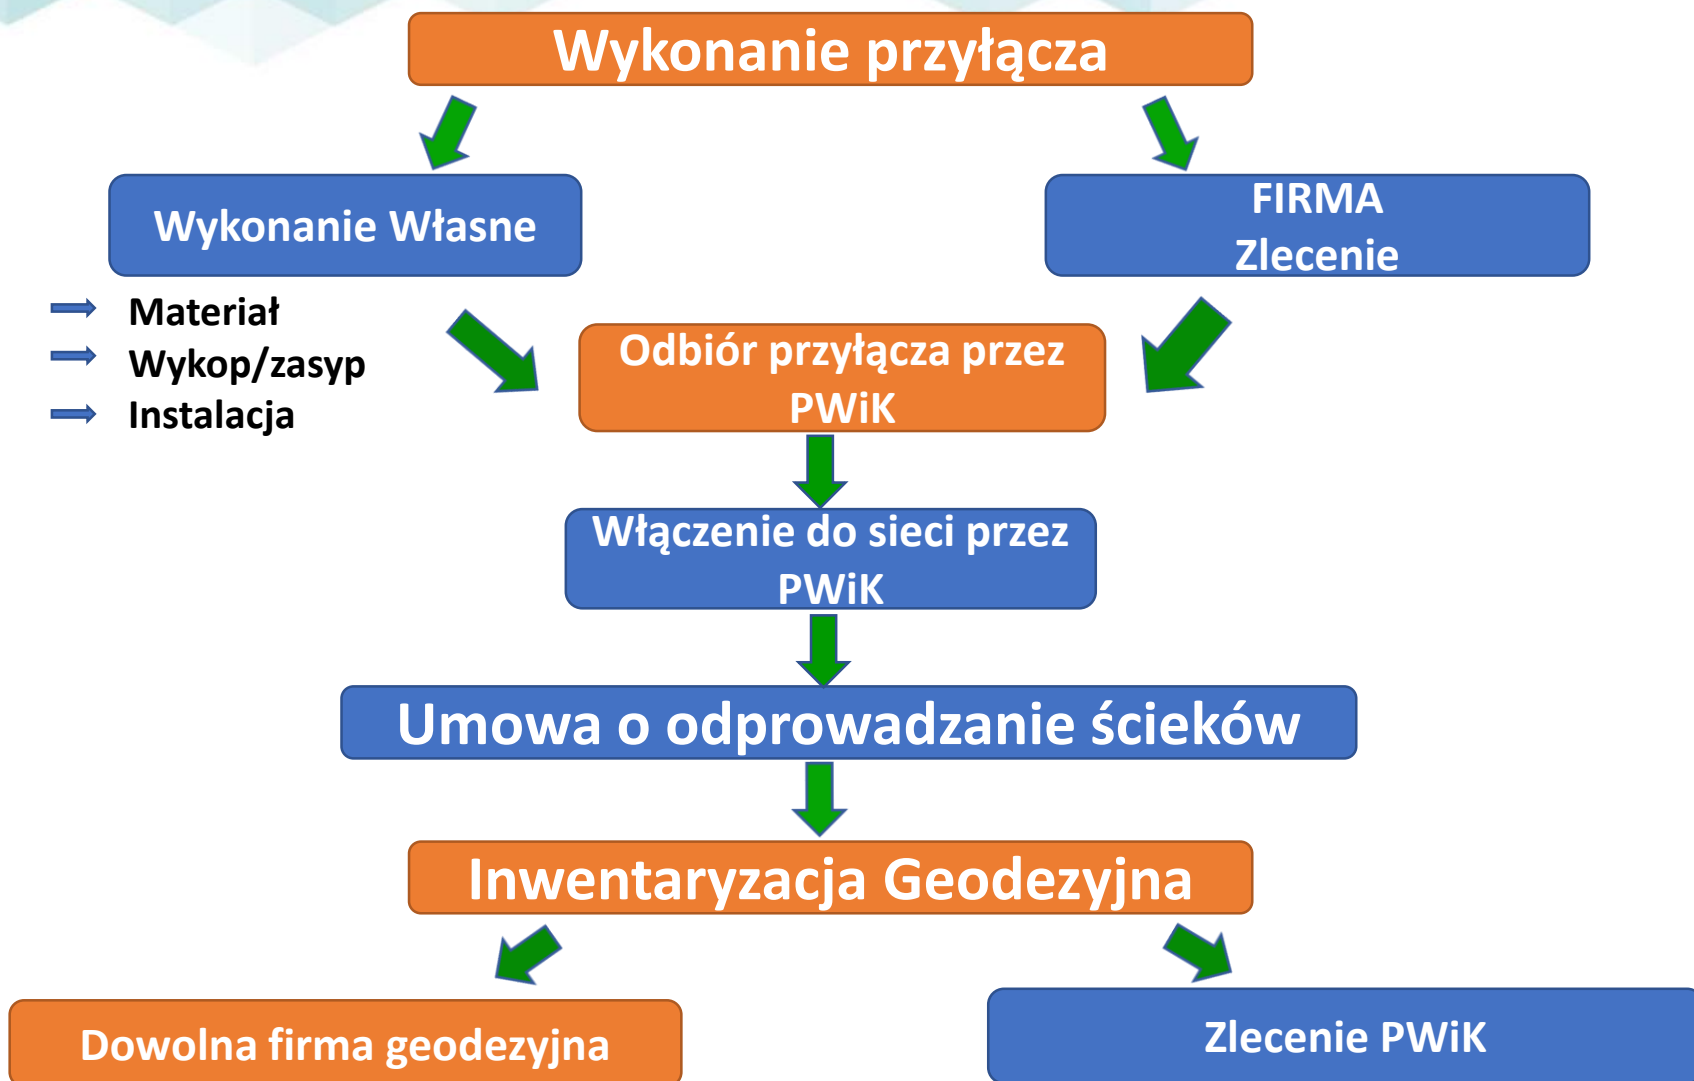 Wykonanie przyłącza
Wykonanie Własne
FIRMA
Zlecenie
Materiał
Wykop/zasyp
Instalacja
Odbiór przyłącza przez
PWiK
Włączenie do sieci przez
PWiK
Umowa o odprowadzanie ścieków
Inwentaryzacja Geodezyjna
Dowolna firma geodezyjna
Zlecenie PWiK